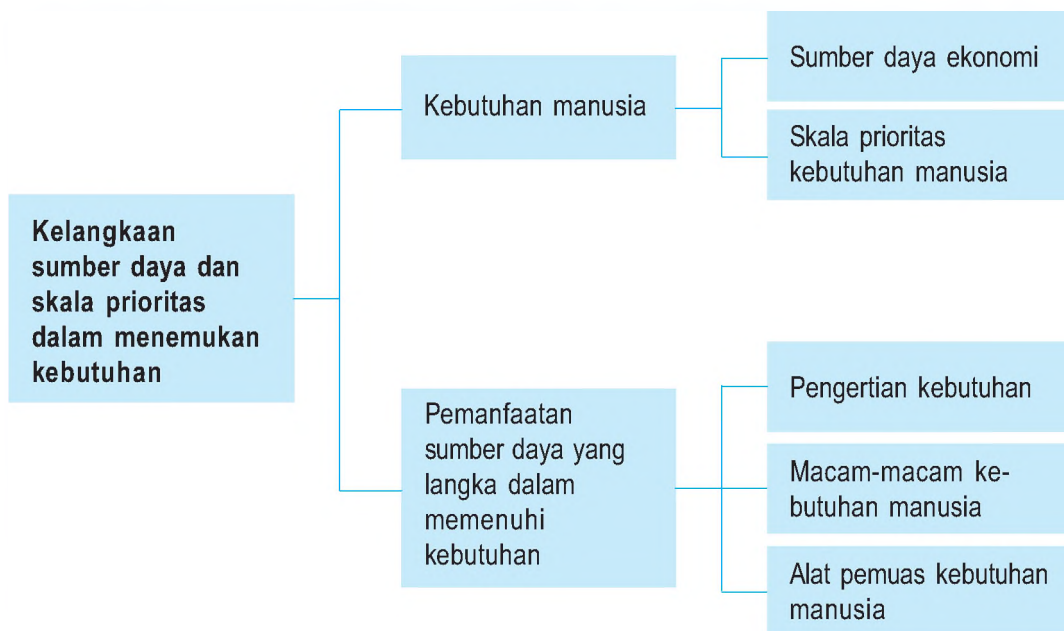 Kelangkaan
sumber daya dan
skala prioritas
dalam menemukan
kebutuhan
Kebutuhan manusia
Sumber daya ekonomi
Skala prioritas
kebutuhan manusia
Pemanfaatan
sumber daya yang
langka dalam
memenuhi
kebutuhan
Pengertian kebutuhan
Macam-macam ke-
butuhan manusia
Alat pemuas kebutuhan
manusia